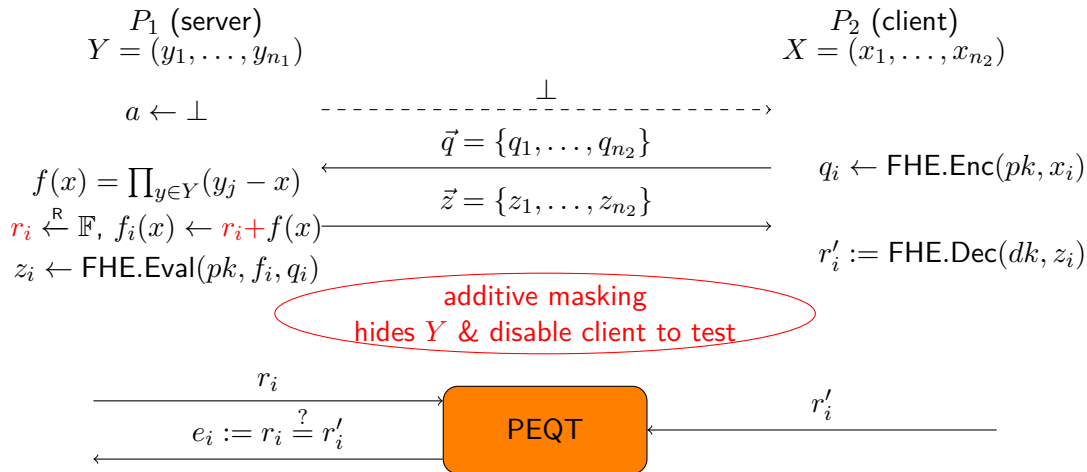 P₁ (server)
P₂ (client)
Y = (y₁, . . . , yₙ₁)
X = (x₁, . . . , xₙ₂)
a ← ⊥
⊥
q⃗ = {q₁, . . . , qₙ₂}
qᵢ ← FHE.Enc(pk, xᵢ)
f(x) = ∏_{y∈Y}(yⱼ − x)
z⃗ = {z₁, . . . , zₙ₂}
rᵢ ←ᴿ 𝔽, fᵢ(x) ← rᵢ+f(x)
r′ᵢ := FHE.Dec(dk, zᵢ)
zᵢ ← FHE.Eval(pk, fᵢ, qᵢ)
additive masking
hides Y & disable client to test
rᵢ
r′ᵢ
eᵢ := rᵢ ≟ r′ᵢ
PEQT